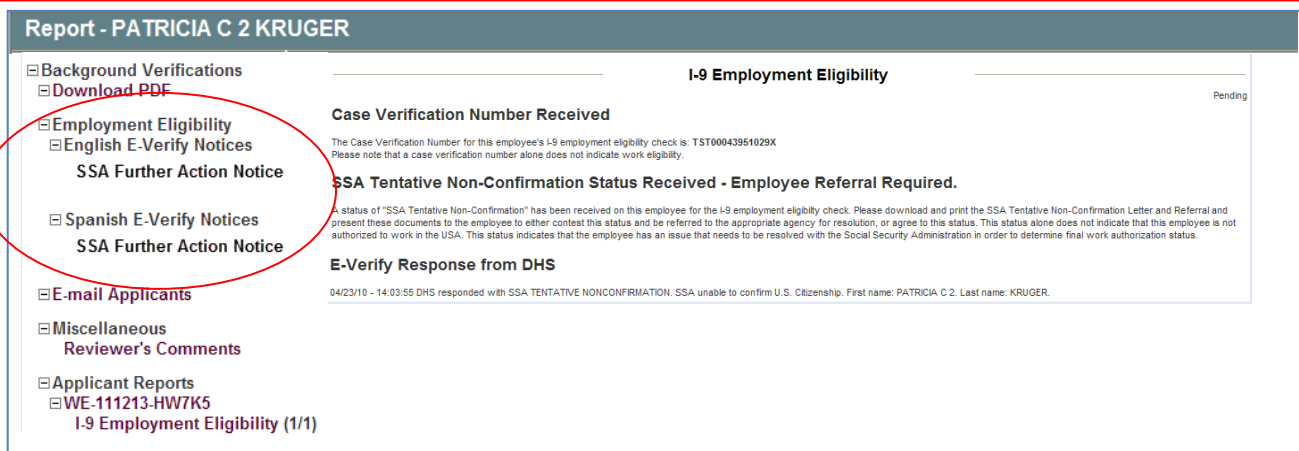 Report - PATRICIA C 2 KRUGER
Background Verifications
Download PDF
Employment Eligibility
English E-Verify Notices
SSA Further Action Notice
Spanish E-Verify Notices
SSA Further Action Notice
E-mail Applicants
Miscellaneous
Reviewer's Comments
Applicant Reports
WE-111213-HW7K5
I-9 Employment Eligibility (1/1)
I-9 Employment Eligibility
Pending
Case Verification Number Received
The Case Verification Number for this employee's I-9 employment eligibility check is: TST00043951029X
Please note that a case verification number alone does not indicate work eligibility.
SSA Tentative Non-Confirmation Status Received - Employee Referral Required.
A status of "SSA Tentative Non-Confirmation" has been received on this employee for the I-9 employment eligibilty check. Please download and print the SSA Tentative Non-Confirmation Letter and Referral and
present these documents to the employee to either contest this status and be referred to the appropriate agency for resolution, or agree to this status. This status alone does not indicate that this employee is not
authorized to work in the USA. This status indicates that the employee has an issue that needs to be resolved with the Social Security Administration in order to determine final work authorization status.
E-Verify Response from DHS
04/23/10 - 14:03:55 DHS responded with SSA TENTATIVE NONCONFIRMATION. SSA unable to confirm U.S. Citizenship. First name: PATRICIA C 2. Last name: KRUGER.